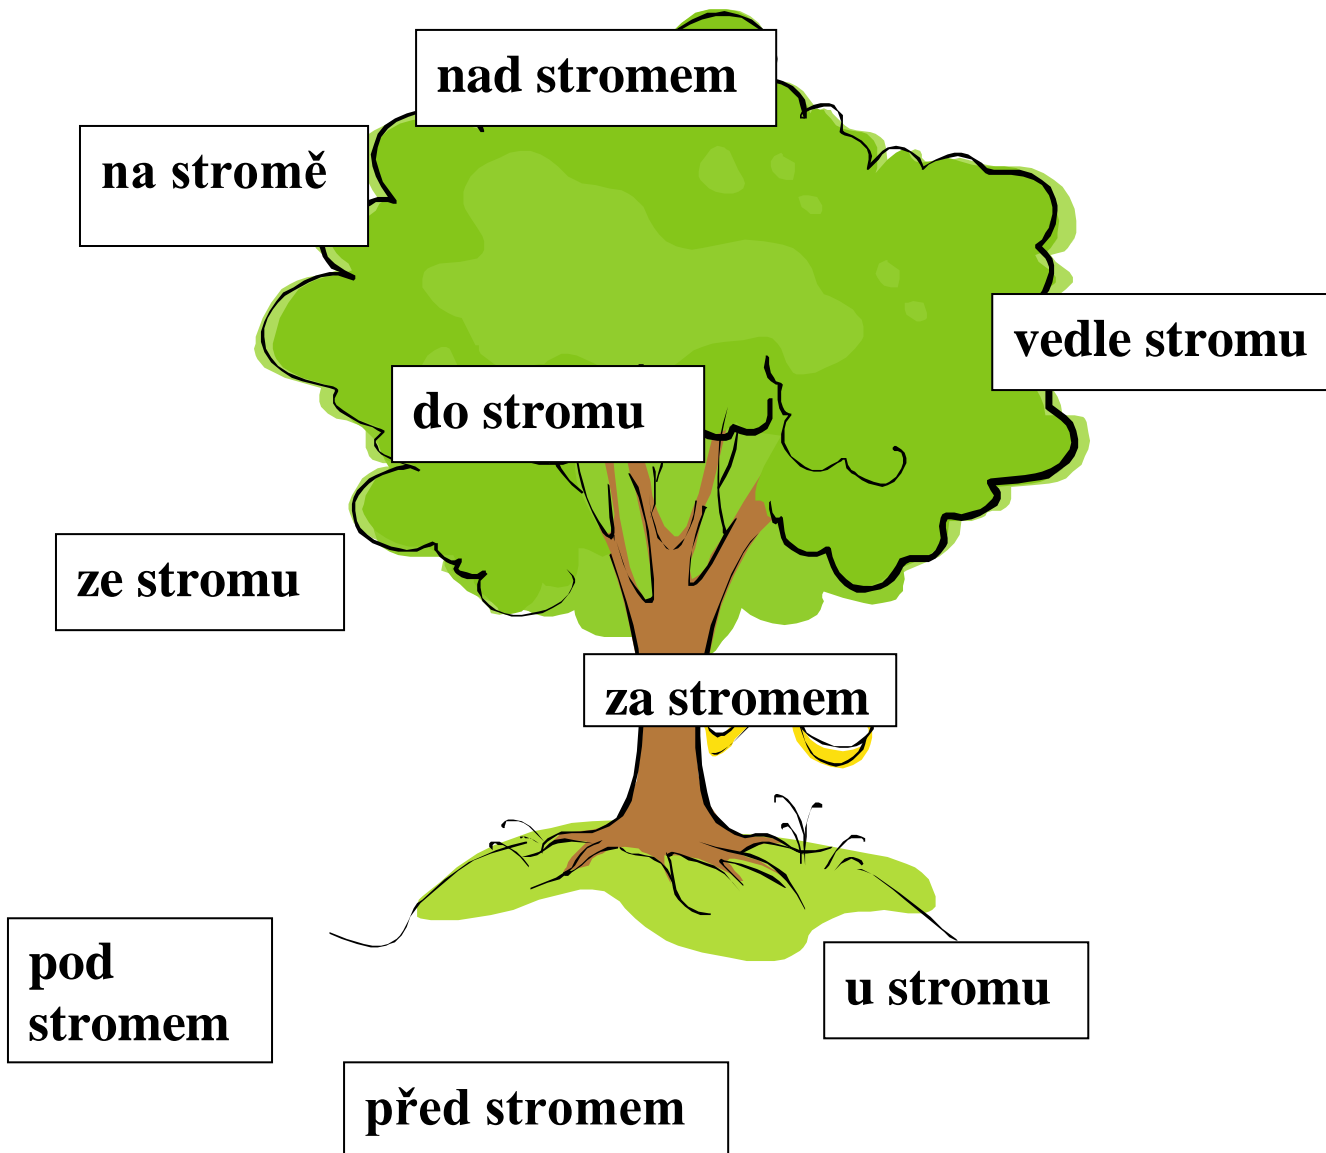 nad stromem
na stromě
vedle stromu
do stromu
ze stromu
za stromem
pod
stromem
u stromu
před stromem